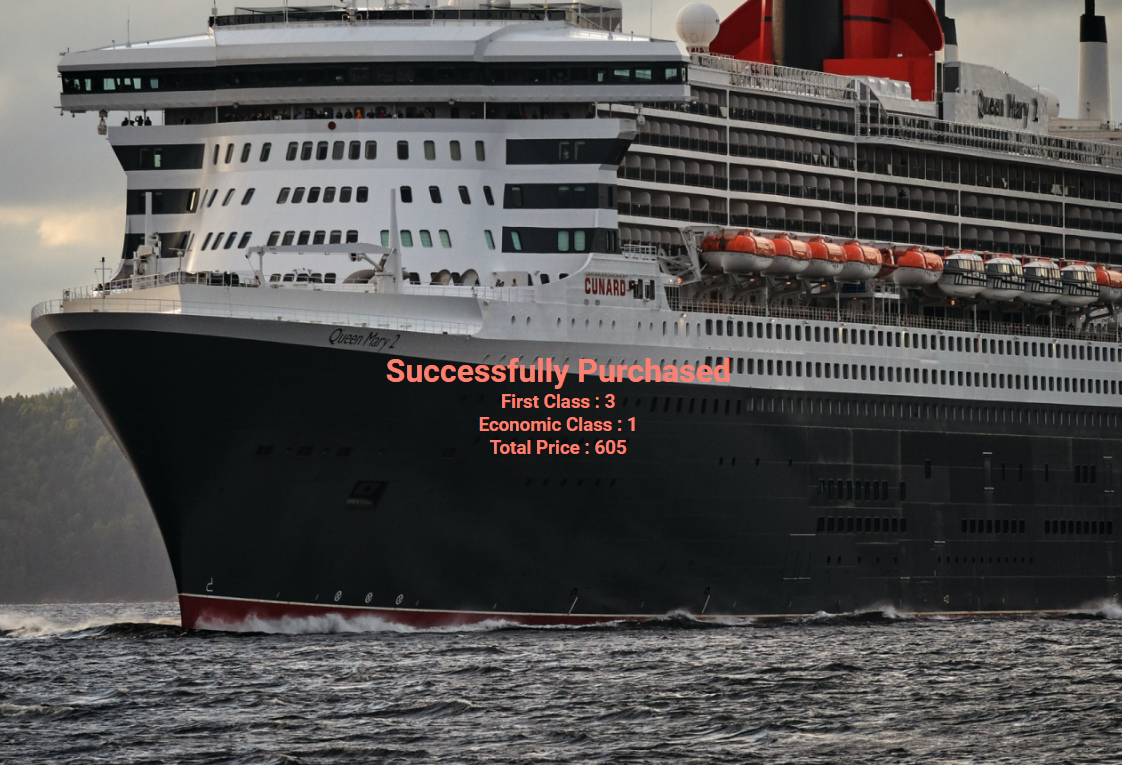 Queen Mary 2
CUNARD
Queen Mary 2
Successfully Purchased
First Class : 3
Economic Class : 1
Total Price : 605